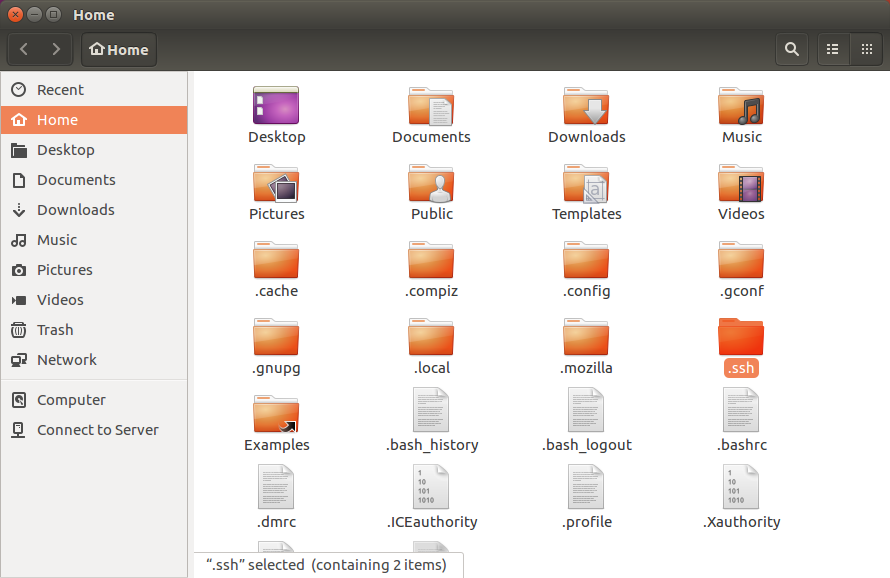 Home
Home
Recent
Home
Desktop
Documents
Downloads
Music
Pictures
Videos
Trash
Network
Computer
Connect to Server
Desktop Documents Downloads Music
Pictures Public Templates Videos
.cache .compiz .config .gconf
.gnupg .local .mozilla .ssh
Examples .bash_history .bash_logout .bashrc
.dmrc .ICEauthority .profile .Xauthority
“.ssh” selected (containing 2 items)